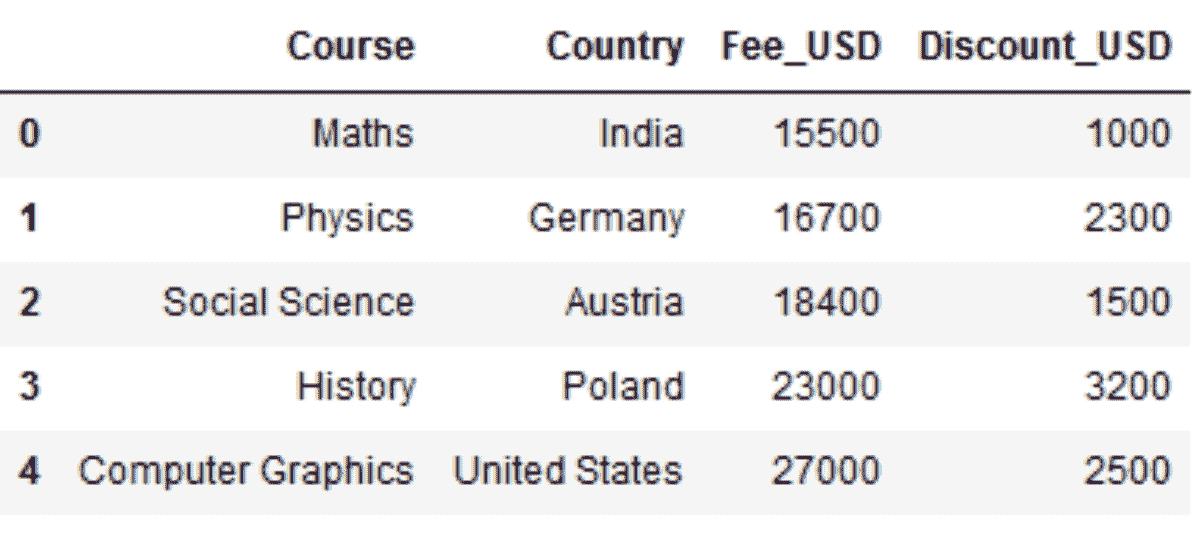 Course Country Fee_USD Discount_USD
0 Maths India 15500 1000
1 Physics Germany 16700 2300
2 Social Science Austria 18400 1500
3 History Poland 23000 3200
4 Computer Graphics United States 27000 2500